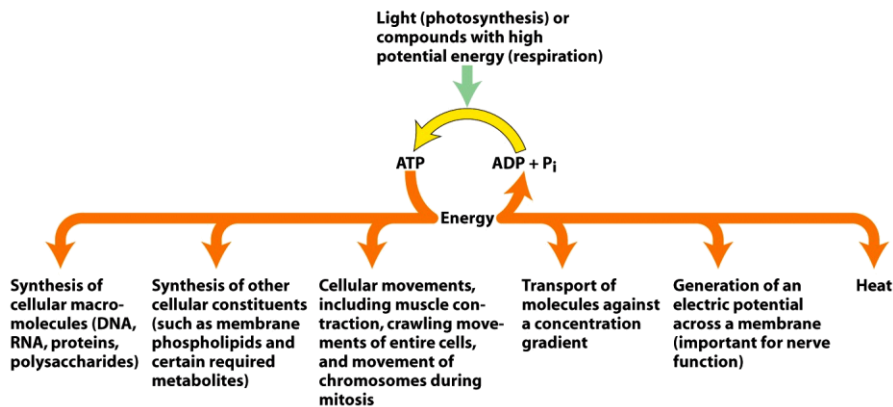 Light (photosynthesis) or
compounds with high
potential energy (respiration)
ATP
ADP + Pi
Energy
Synthesis of
cellular macro-
molecules (DNA,
RNA, proteins,
polysaccharides)
Synthesis of other
cellular constituents
(such as membrane
phospholipids and
certain required
metabolites)
Cellular movements,
including muscle con-
traction, crawling move-
ments of entire cells,
and movement of
chromosomes during
mitosis
Transport of
molecules against
a concentration
gradient
Generation of an
electric potential
across a membrane
(important for nerve
function)
Heat